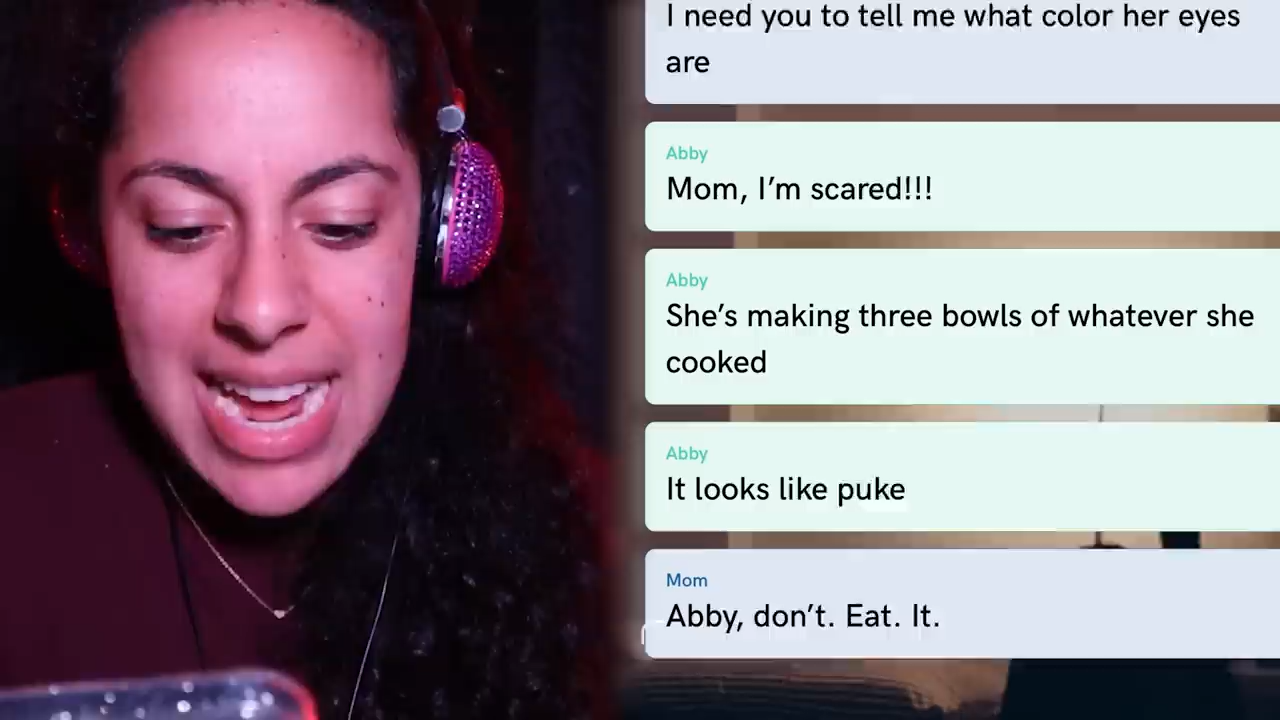 I need you to tell me what color her eyes
are
Abby
Mom, I’m scared!!!
Abby
She’s making three bowls of whatever she
cooked
Abby
It looks like puke
Mom
Abby, don’t. Eat. It.